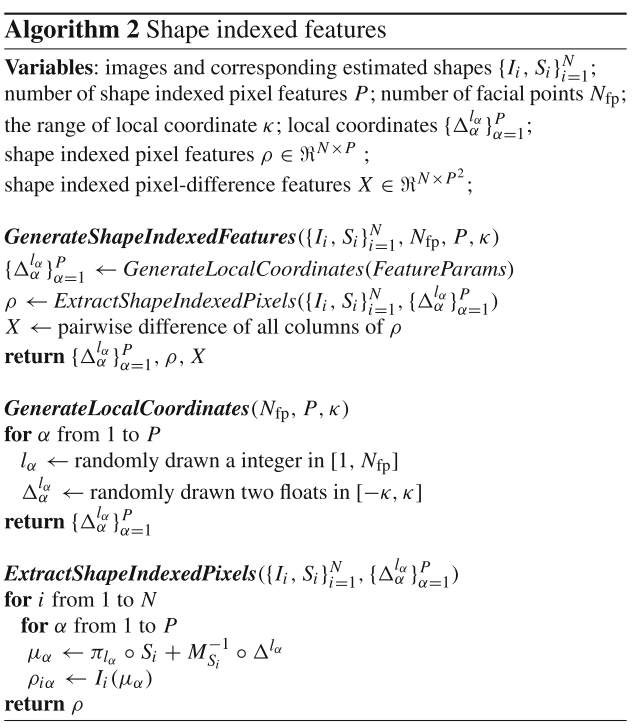 Algorithm 2 Shape indexed features
Variables: images and corresponding estimated shapes {I_i, S_i}_{i=1}^N;
number of shape indexed pixel features P; number of facial points N_fp;
the range of local coordinate κ; local coordinates {Δ_α^{l_α}}_{α=1}^P;
shape indexed pixel features ρ ∈ ℜ^{N×P} ;
shape indexed pixel-difference features X ∈ ℜ^{N×P^2};
GenerateShapeIndexedFeatures({I_i, S_i}_{i=1}^N, N_fp, P, κ)
{Δ_α^{l_α}}_{α=1}^P ← GenerateLocalCoordinates(FeatureParams)
ρ ← ExtractShapeIndexedPixels({I_i, S_i}_{i=1}^N, {Δ_α^{l_α}}_{α=1}^P)
X ← pairwise difference of all columns of ρ
return {Δ_α^{l_α}}_{α=1}^P, ρ, X
GenerateLocalCoordinates(N_fp, P, κ)
for α from 1 to P
l_α ← randomly drawn a integer in [1, N_fp]
Δ_α^{l_α} ← randomly drawn two floats in [−κ, κ]
return {Δ_α^{l_α}}_{α=1}^P
ExtractShapeIndexedPixels({I_i, S_i}_{i=1}^N, {Δ_α^{l_α}}_{α=1}^P)
for i from 1 to N
for α from 1 to P
μ_α ← π_{l_α} ∘ S_i + M_{S_i}^{−1} ∘ Δ^{l_α}
ρ_{iα} ← I_i(μ_α)
return ρ